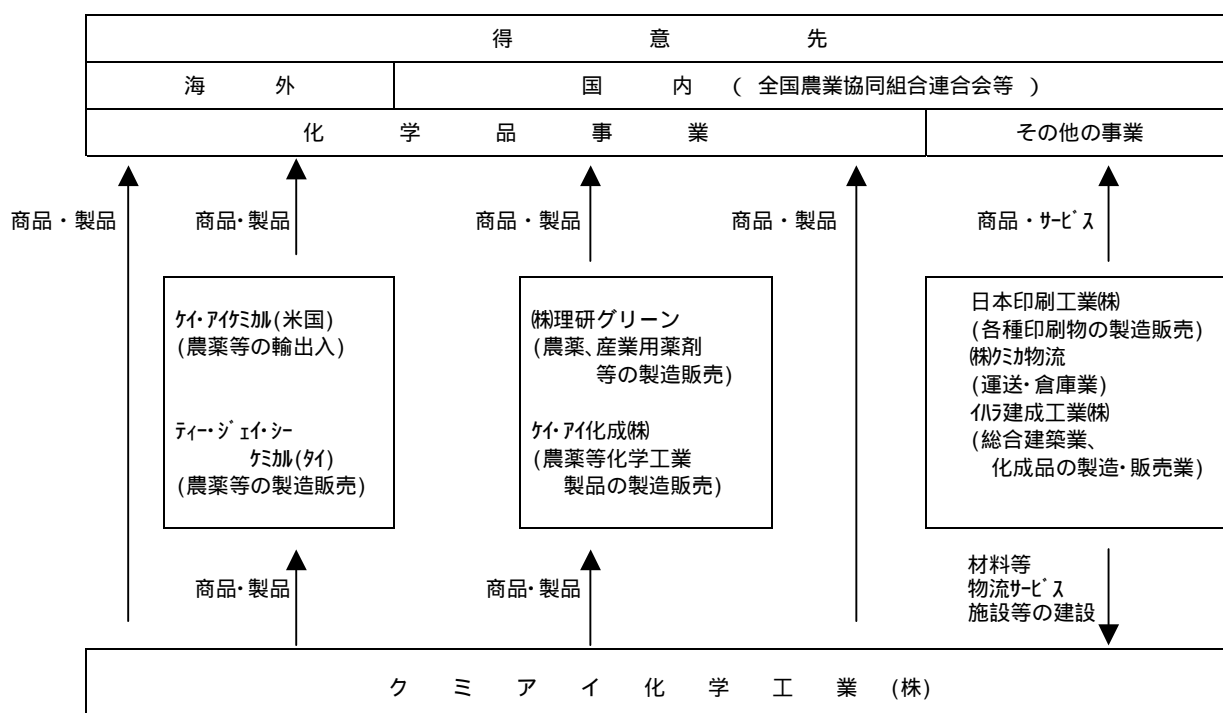 得意先
海外
国内(全国農業協同組合連合会等)
化学品事業
その他の事業
商品・製品
商品・製品
商品・製品
商品・製品
商品・ｻｰﾋﾞｽ
ｹｲ・ｱｲｹﾐｶﾙ(米国)
(農薬等の輸出入)
ﾃｨｰ・ｼﾞｪｲ・ｼｰ
ｹﾐｶﾙ(ﾀｲ)
(農薬等の製造販売)
㈱理研グリーン
(農薬、産業用薬剤
等の製造販売)
ｹｲ・ｱｲ化成㈱
(農薬等化学工業
製品の製造販売)
日本印刷工業㈱
(各種印刷物の製造販売)
㈱ｸﾐｶ物流
(運送・倉庫業)
ｲﾊﾗ建成工業㈱
(総合建築業、
化成品の製造・販売業)
商品・製品
商品・製品
材料等
物流ｻｰﾋﾞｽ
施設等の建設
クミアイ化学工業(株)